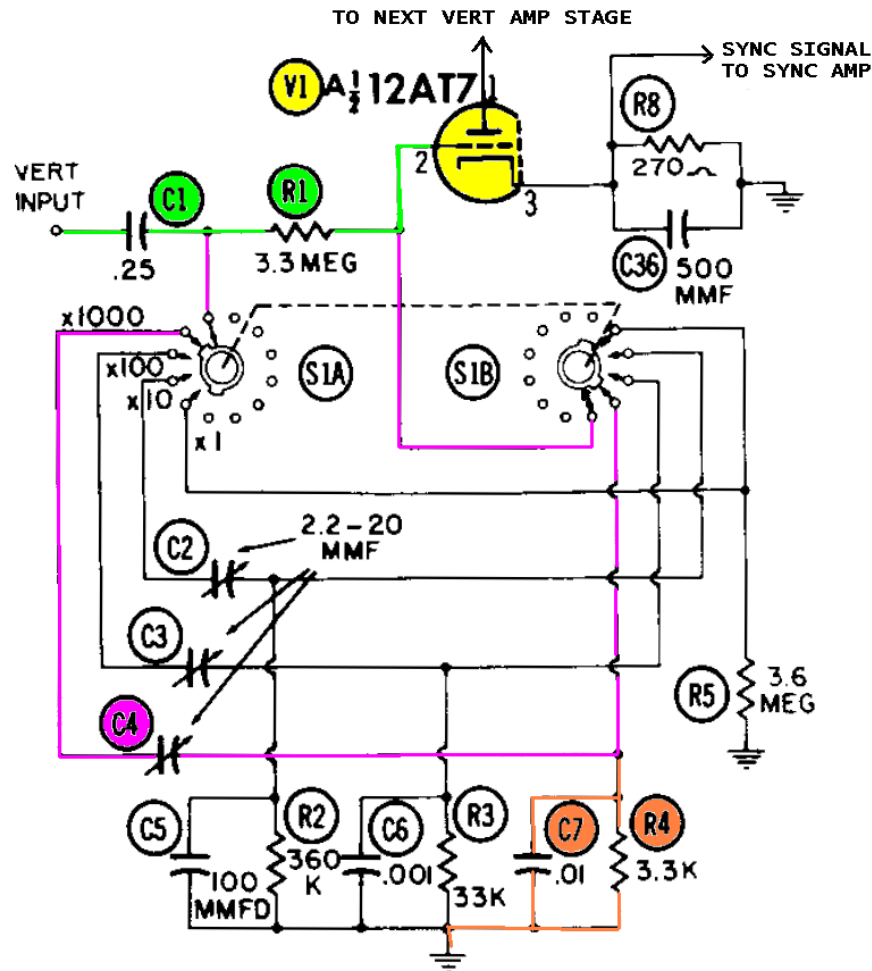 TO NEXT VERT AMP STAGE
SYNC SIGNAL
TO SYNC AMP
V1
A 1/2 12AT7
1
R8
270
2
3
VERT
INPUT
C1
R1
.25
3.3 MEG
C36
500
MMF
x1000
x100
x10
x1
S1A
S1B
2.2-20
MMF
C2
C3
C4
R5
3.6
MEG
C5
R2
C6
R3
C7
R4
100
MMFD
360
K
.001
33K
.01
3.3K